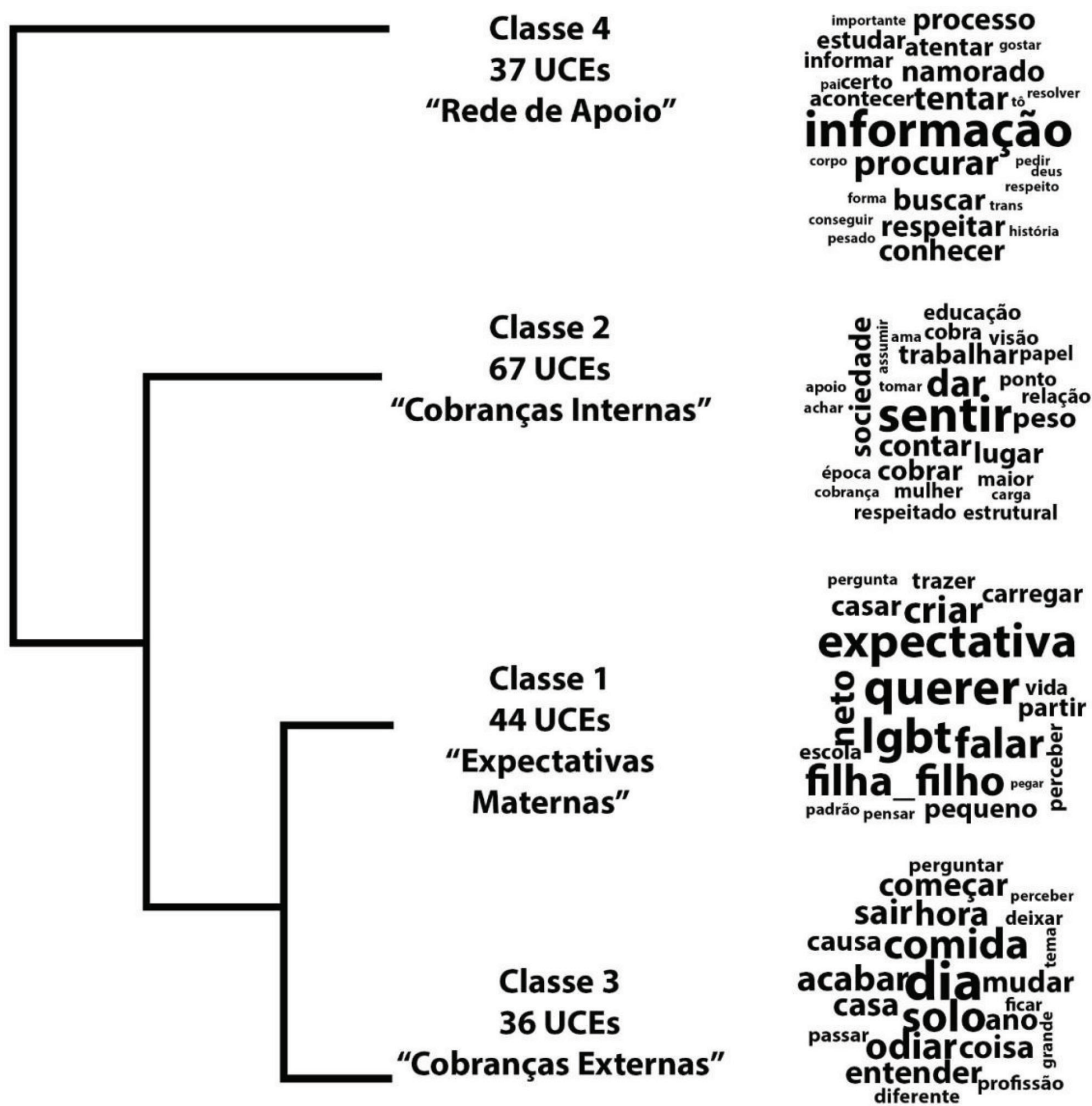 Classe 4
37 UCEs
“Rede de Apoio”
importante processo
estudar atentar gostar
informar namorado
pai certo
acontecer tentar tô resolver
informação
corpo procurar pedir
deus
respeito
forma buscar trans
conseguir respeitar história
pesado conhecer
Classe 2
67 UCEs
“Cobranças Internas”
educação
sociedade assumir ama cobra visão
trabalhar papel
apoio tomar dar ponto
relação
achar sentir peso
contar lugar
época cobrar maior
cobrança mulher carga
respeitado estrutural
Classe 1
44 UCEs
“Expectativas
Maternas”
pergunta trazer
casar criar carregar
expectativa
neto querer vida
partir
lgbt falar perceber
escola
filha_filho pegar
padrão pensar pequeno
Classe 3
36 UCEs
“Cobranças Externas”
perguntar
começar perceber
sair hora deixar
causa comida tema
acabar dia mudar
casa solo ano ficar
passar odiar coisa grande
entender profissão
diferente